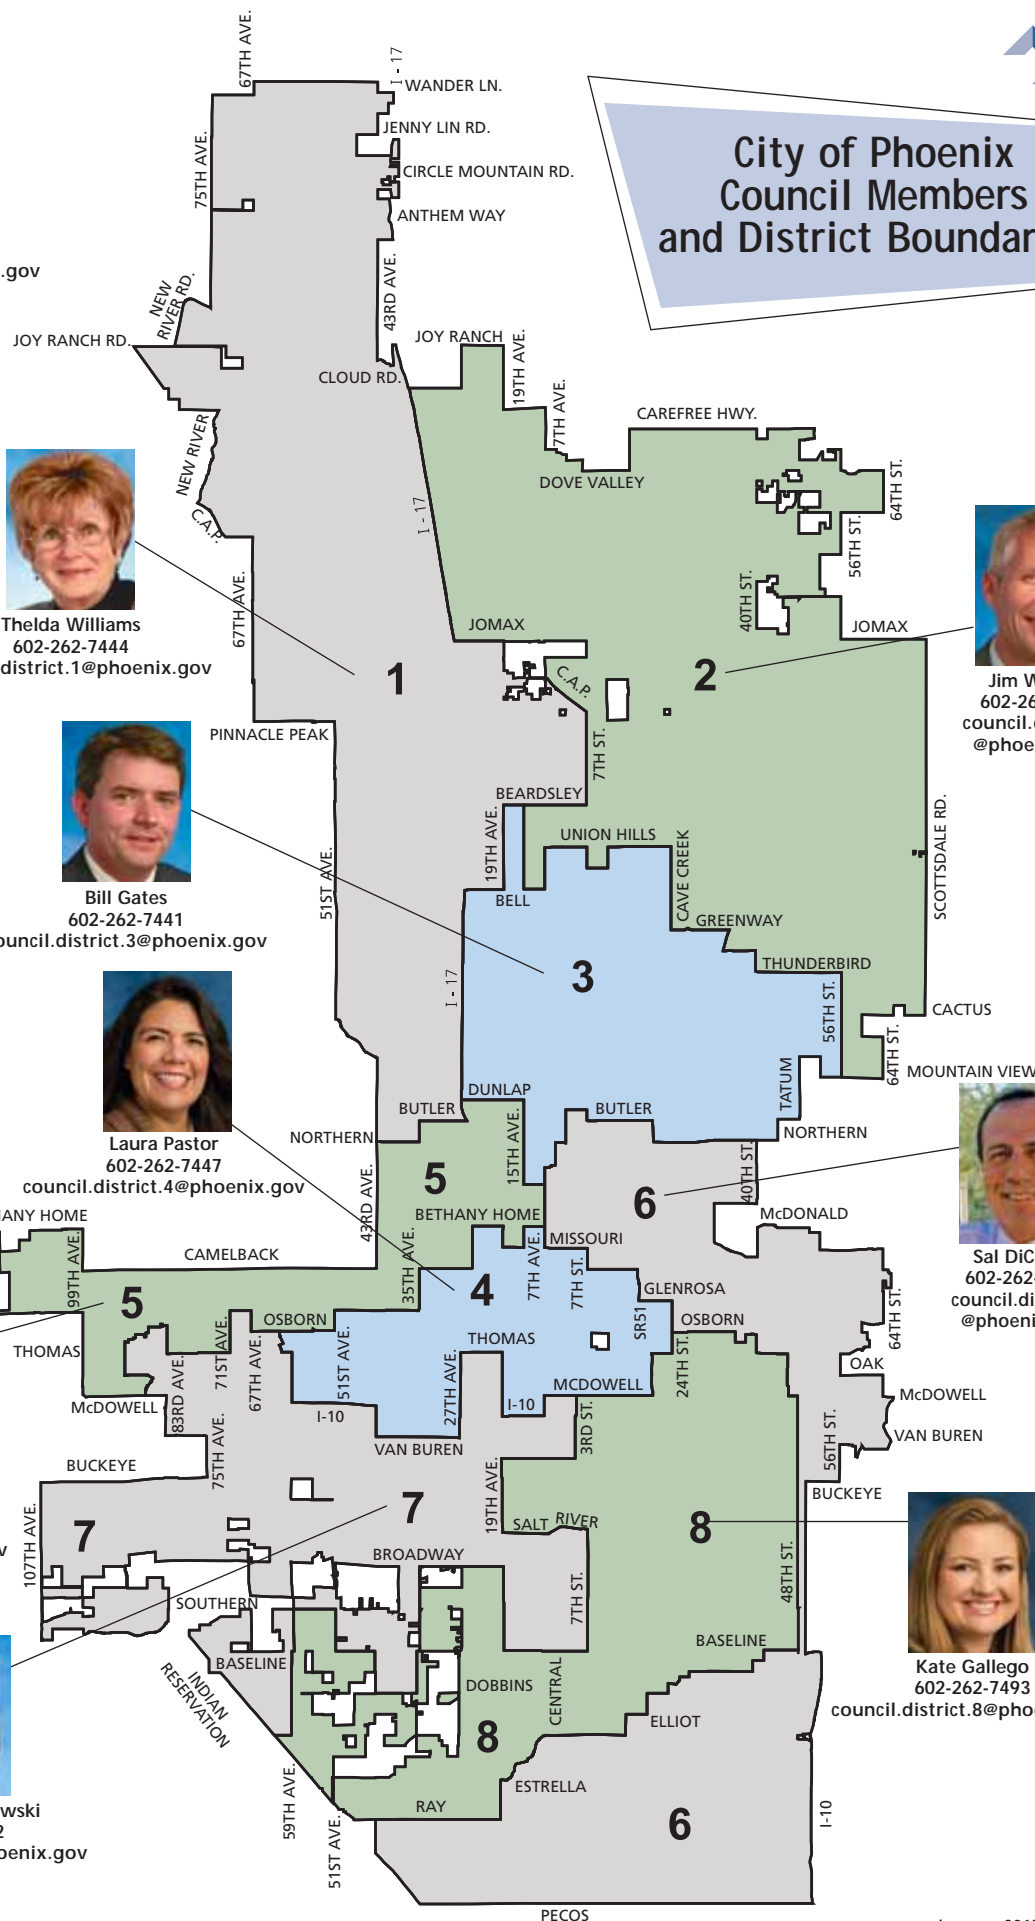 City of Phoenix
Council Members
and District Boundar
67TH AVE.
I - 17
WANDER LN.
JENNY LIN RD.
75TH AVE.
CIRCLE MOUNTAIN RD.
ANTHEM WAY
.gov
43RD AVE.
NEW
RIVER RD.
JOY RANCH RD.
JOY RANCH
CLOUD RD.
19TH AVE.
7TH AVE.
CAREFREE HWY.
NEW RIVER
DOVE VALLEY
64TH ST.
C.A.P.
I - 17
56TH ST.
Thelda Williams
602-262-7444
district.1@phoenix.gov
67TH AVE.
40TH ST.
JOMAX
JOMAX
1
2
C.A.P.
Jim W
602-26
council.
@phoe
PINNACLE PEAK
7TH ST.
BEARDSLEY
19TH AVE.
UNION HILLS
CAVE CREEK
SCOTTSDALE RD.
51ST AVE.
Bill Gates
602-262-7441
ouncil.district.3@phoenix.gov
BELL
GREENWAY
THUNDERBIRD
3
I - 17
56TH ST.
CACTUS
64TH ST.
MOUNTAIN VIEW
TATUM
DUNLAP
BUTLER
BUTLER
NORTHERN
NORTHERN
Laura Pastor
602-262-7447
council.district.4@phoenix.gov
15TH AVE.
40TH ST.
5
6
43RD AVE.
ANY HOME
BETHANY HOME
McDONALD
99TH AVE.
CAMELBACK
MISSOURI
35TH AVE.
7TH AVE.
7TH ST.
Sal DiC
602-262
council.di
@phoeni
5
4
GLENROSA
SR51
OSBORN
OSBORN
64TH ST.
THOMAS
THOMAS
71ST AVE.
67TH AVE.
51ST AVE.
24TH ST.
OAK
83RD AVE.
27TH AVE.
MCDOWELL
McDOWELL
McDOWELL
I-10
I-10
3RD ST.
VAN BUREN
VAN BUREN
56TH ST.
BUCKEYE
75TH AVE.
BUCKEYE
107TH AVE.
7
7
19TH AVE.
SALT RIVER
8
BROADWAY
48TH ST.
SOUTHERN
7TH ST.
BASELINE
BASELINE
INDIAN
RESERVATION
DOBBINS
CENTRAL
Kate Gallego
602-262-7493
council.district.8@pho
ELLIOT
8
59TH AVE.
ESTRELLA
RAY
51ST AVE.
6
I-10
wski
2
oenix.gov
PECOS